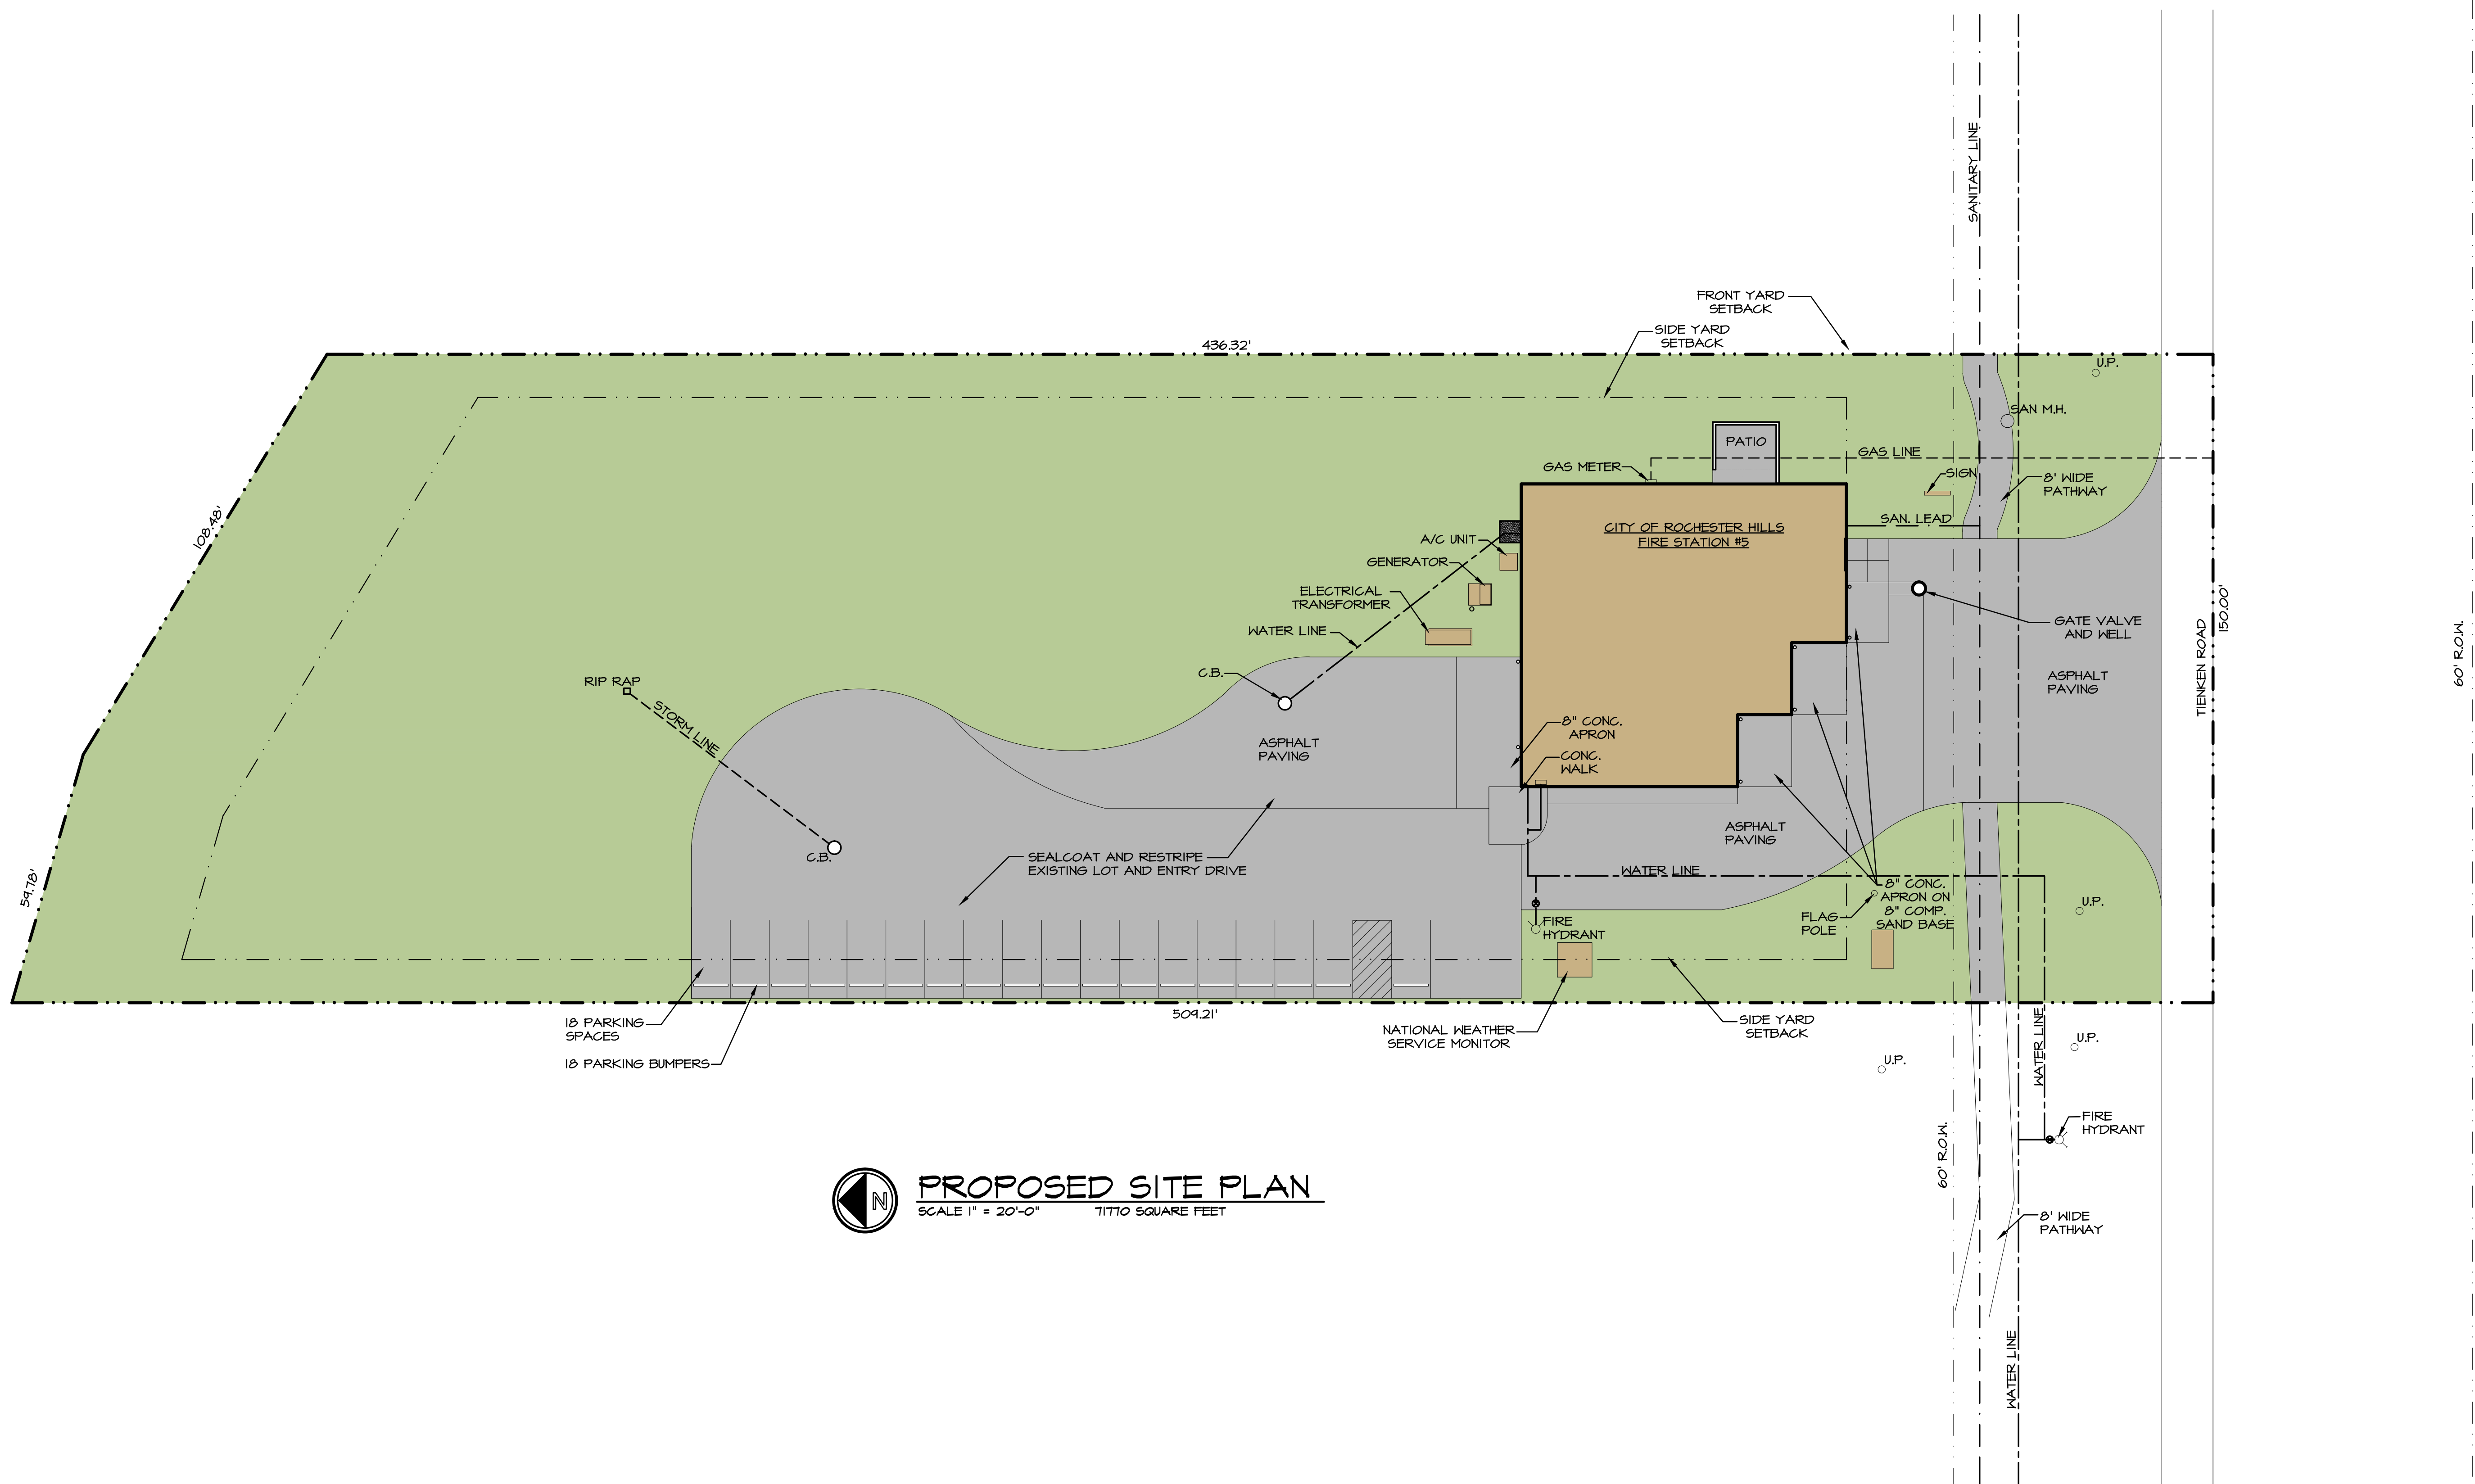 SANITARY LINE
FRONT YARD
SETBACK
SIDE YARD
SETBACK
436.32'
U.P.
SAN M.H.
PATIO
GAS LINE
GAS METER
SIGN
8' WIDE
PATHWAY
108.48'
CITY OF ROCHESTER HILLS
FIRE STATION #5
SAN. LEAD
A/C UNIT
GENERATOR
ELECTRICAL
TRANSFORMER
WATER LINE
GATE VALVE
AND WELL
150.00'
TIENKEN ROAD
60' R.O.W.
C.B.
RIP RAP
STORM LINE
ASPHALT
PAVING
8" CONC.
APRON
CONC.
WALK
ASPHALT
PAVING
ASPHALT
PAVING
C.B.
SEALCOAT AND RESTRIPE
EXISTING LOT AND ENTRY DRIVE
WATER LINE
59.78'
8" CONC.
APRON ON
8" COMP.
SAND BASE
FLAG
POLE
FIRE
HYDRANT
U.P.
509.21'
18 PARKING
SPACES
18 PARKING BUMPERS
NATIONAL WEATHER
SERVICE MONITOR
SIDE YARD
SETBACK
U.P.
U.P.
WATER LINE
FIRE
HYDRANT
60' R.O.W.
8' WIDE
PATHWAY
WATER LINE
N
PROPOSED SITE PLAN
SCALE 1" = 20'-0" 71770 SQUARE FEET